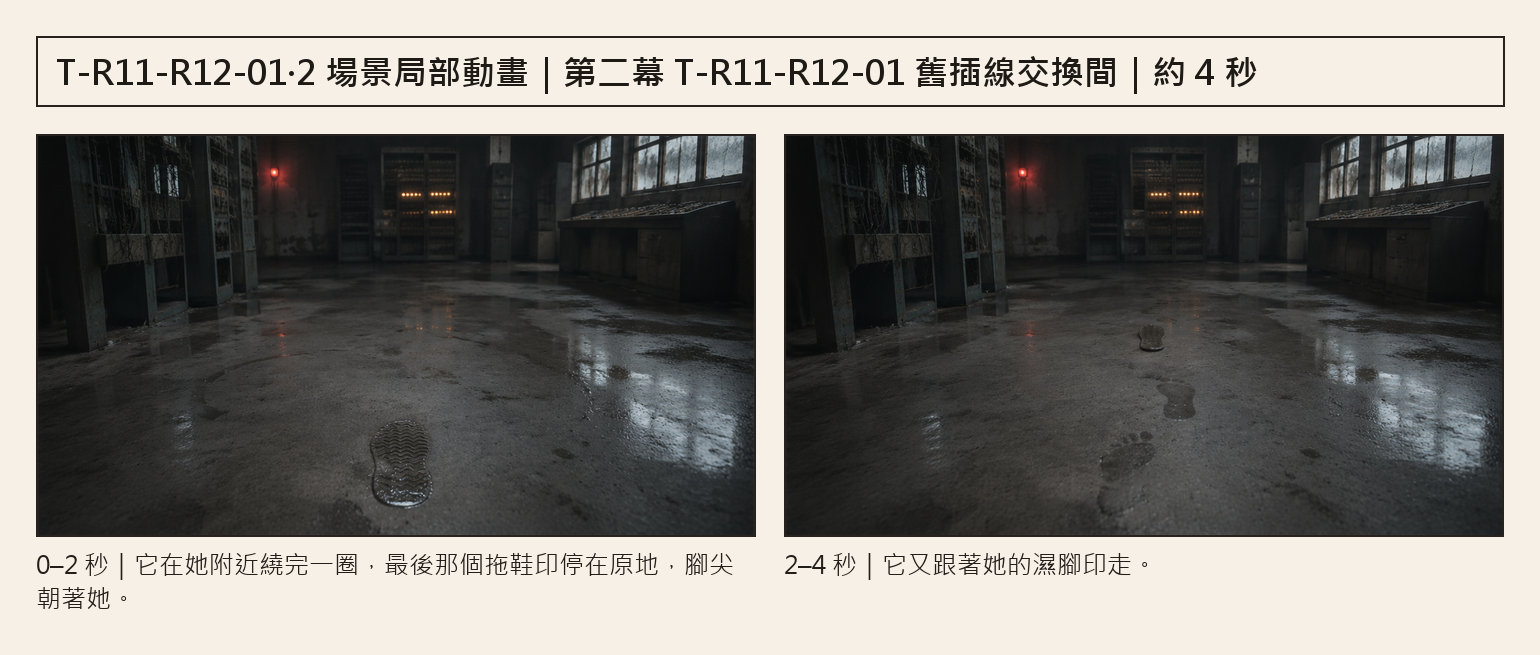 T-R11-R12-01·2 場景局部動畫｜第二幕 T-R11-R12-01 舊插線交換間｜約 4 秒
0–2 秒｜它在她附近繞完一圈，最後那個拖鞋印停在原地，腳尖
朝著她。
2–4 秒｜它又跟著她的濕腳印走。